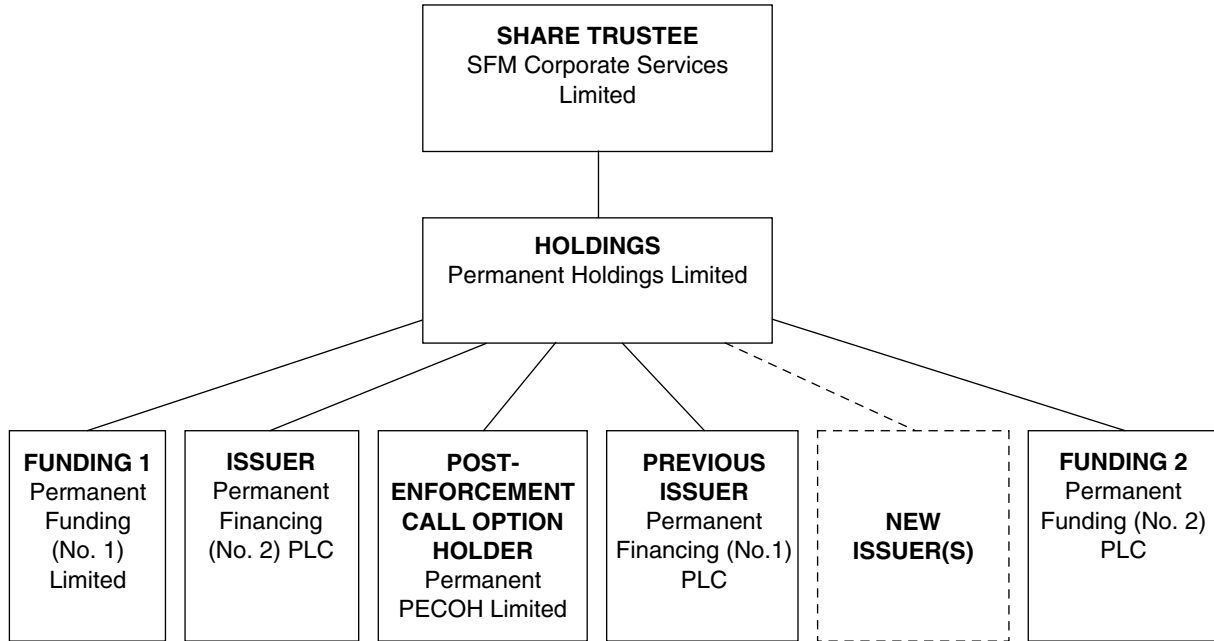 SHARE TRUSTEE
SFM Corporate Services
Limited
HOLDINGS
Permanent Holdings Limited
FUNDING 1
Permanent
Funding
(No. 1)
Limited
ISSUER
Permanent
Financing
(No. 2) PLC
POST-
ENFORCEMENT
CALL OPTION
HOLDER
Permanent
PECOH Limited
PREVIOUS
ISSUER
Permanent
Financing (No.1)
PLC
NEW
ISSUER(S)
FUNDING 2
Permanent
Funding (No. 2)
PLC